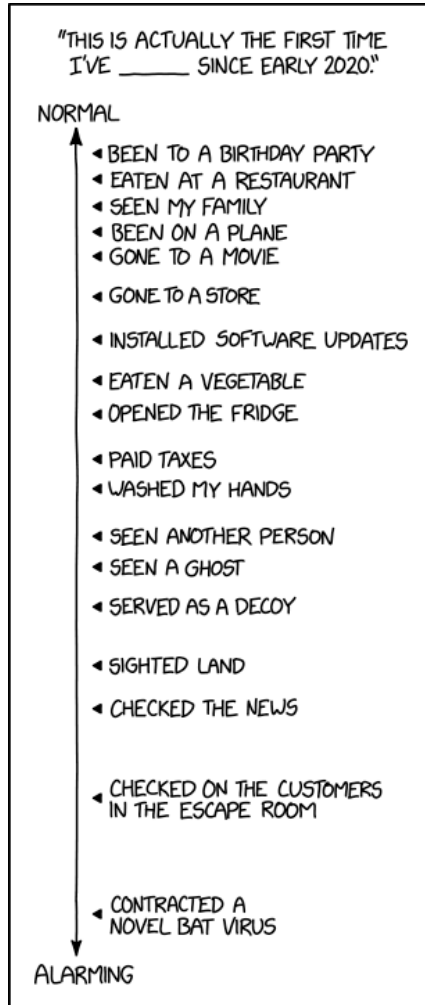 "THIS IS ACTUALLY THE FIRST TIME
I'VE ______ SINCE EARLY 2020."
NORMAL
BEEN TO A BIRTHDAY PARTY
EATEN AT A RESTAURANT
SEEN MY FAMILY
BEEN ON A PLANE
GONE TO A MOVIE
GONE TO A STORE
INSTALLED SOFTWARE UPDATES
EATEN A VEGETABLE
OPENED THE FRIDGE
PAID TAXES
WASHED MY HANDS
SEEN ANOTHER PERSON
SEEN A GHOST
SERVED AS A DECOY
SIGHTED LAND
CHECKED THE NEWS
CHECKED ON THE CUSTOMERS
IN THE ESCAPE ROOM
CONTRACTED A
NOVEL BAT VIRUS
ALARMING